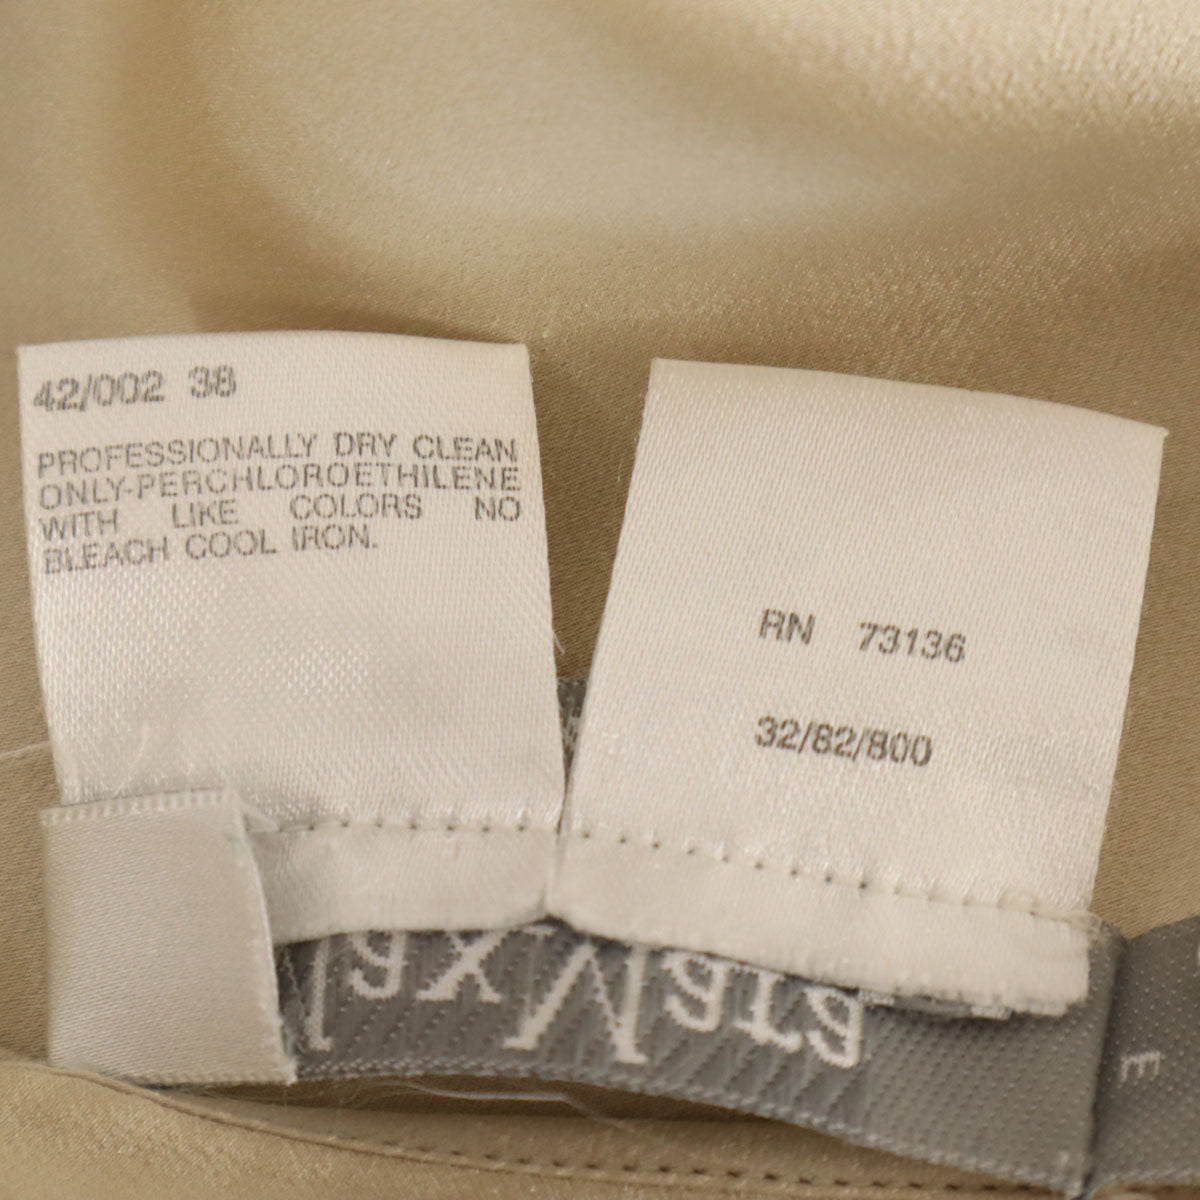 42/002 38
PROFESSIONALLY DRY CLEAN
ONLY-PERCHLOROETHILENE
WITH LIKE COLORS NO
BLEACH COOL IRON.
RN 73136
32/82/800
MaxMara
E